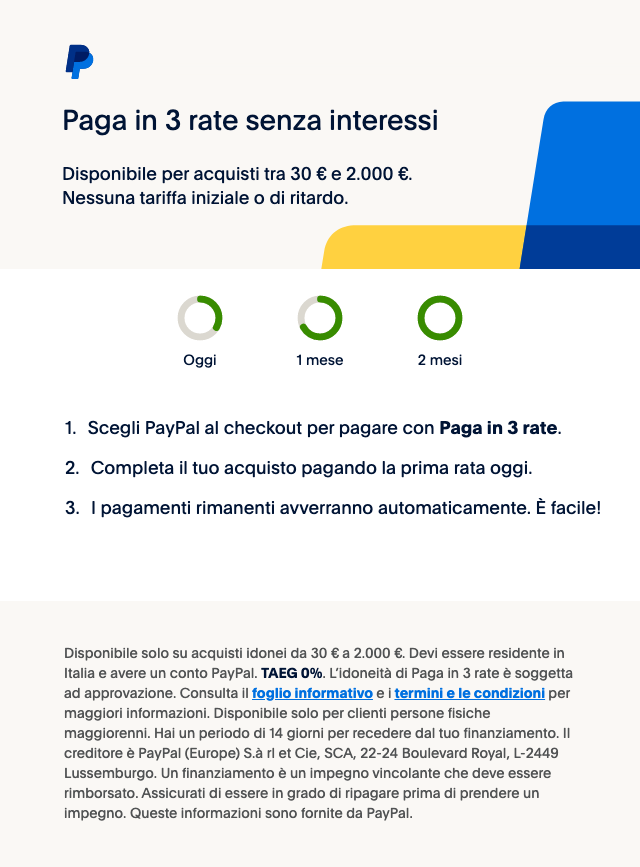 Paga in 3 rate senza interessi
Disponibile per acquisti tra 30 € e 2.000 €.
Nessuna tariffa iniziale o di ritardo.
Oggi
1 mese
2 mesi
1. Scegli PayPal al checkout per pagare con Paga in 3 rate.
2. Completa il tuo acquisto pagando la prima rata oggi.
3. I pagamenti rimanenti avverranno automaticamente. È facile!
Disponibile solo su acquisti idonei da 30 € a 2.000 €. Devi essere residente in
Italia e avere un conto PayPal. TAEG 0%. L’idoneità di Paga in 3 rate è soggetta
ad approvazione. Consulta il foglio informativo e i termini e le condizioni per
maggiori informazioni. Disponibile solo per clienti persone fisiche
maggiorenni. Hai un periodo di 14 giorni per recedere dal tuo finanziamento. Il
creditore è PayPal (Europe) S.à rl et Cie, SCA, 22-24 Boulevard Royal, L-2449
Lussemburgo. Un finanziamento è un impegno vincolante che deve essere
rimborsato. Assicurati di essere in grado di ripagare prima di prendere un
impegno. Queste informazioni sono fornite da PayPal.